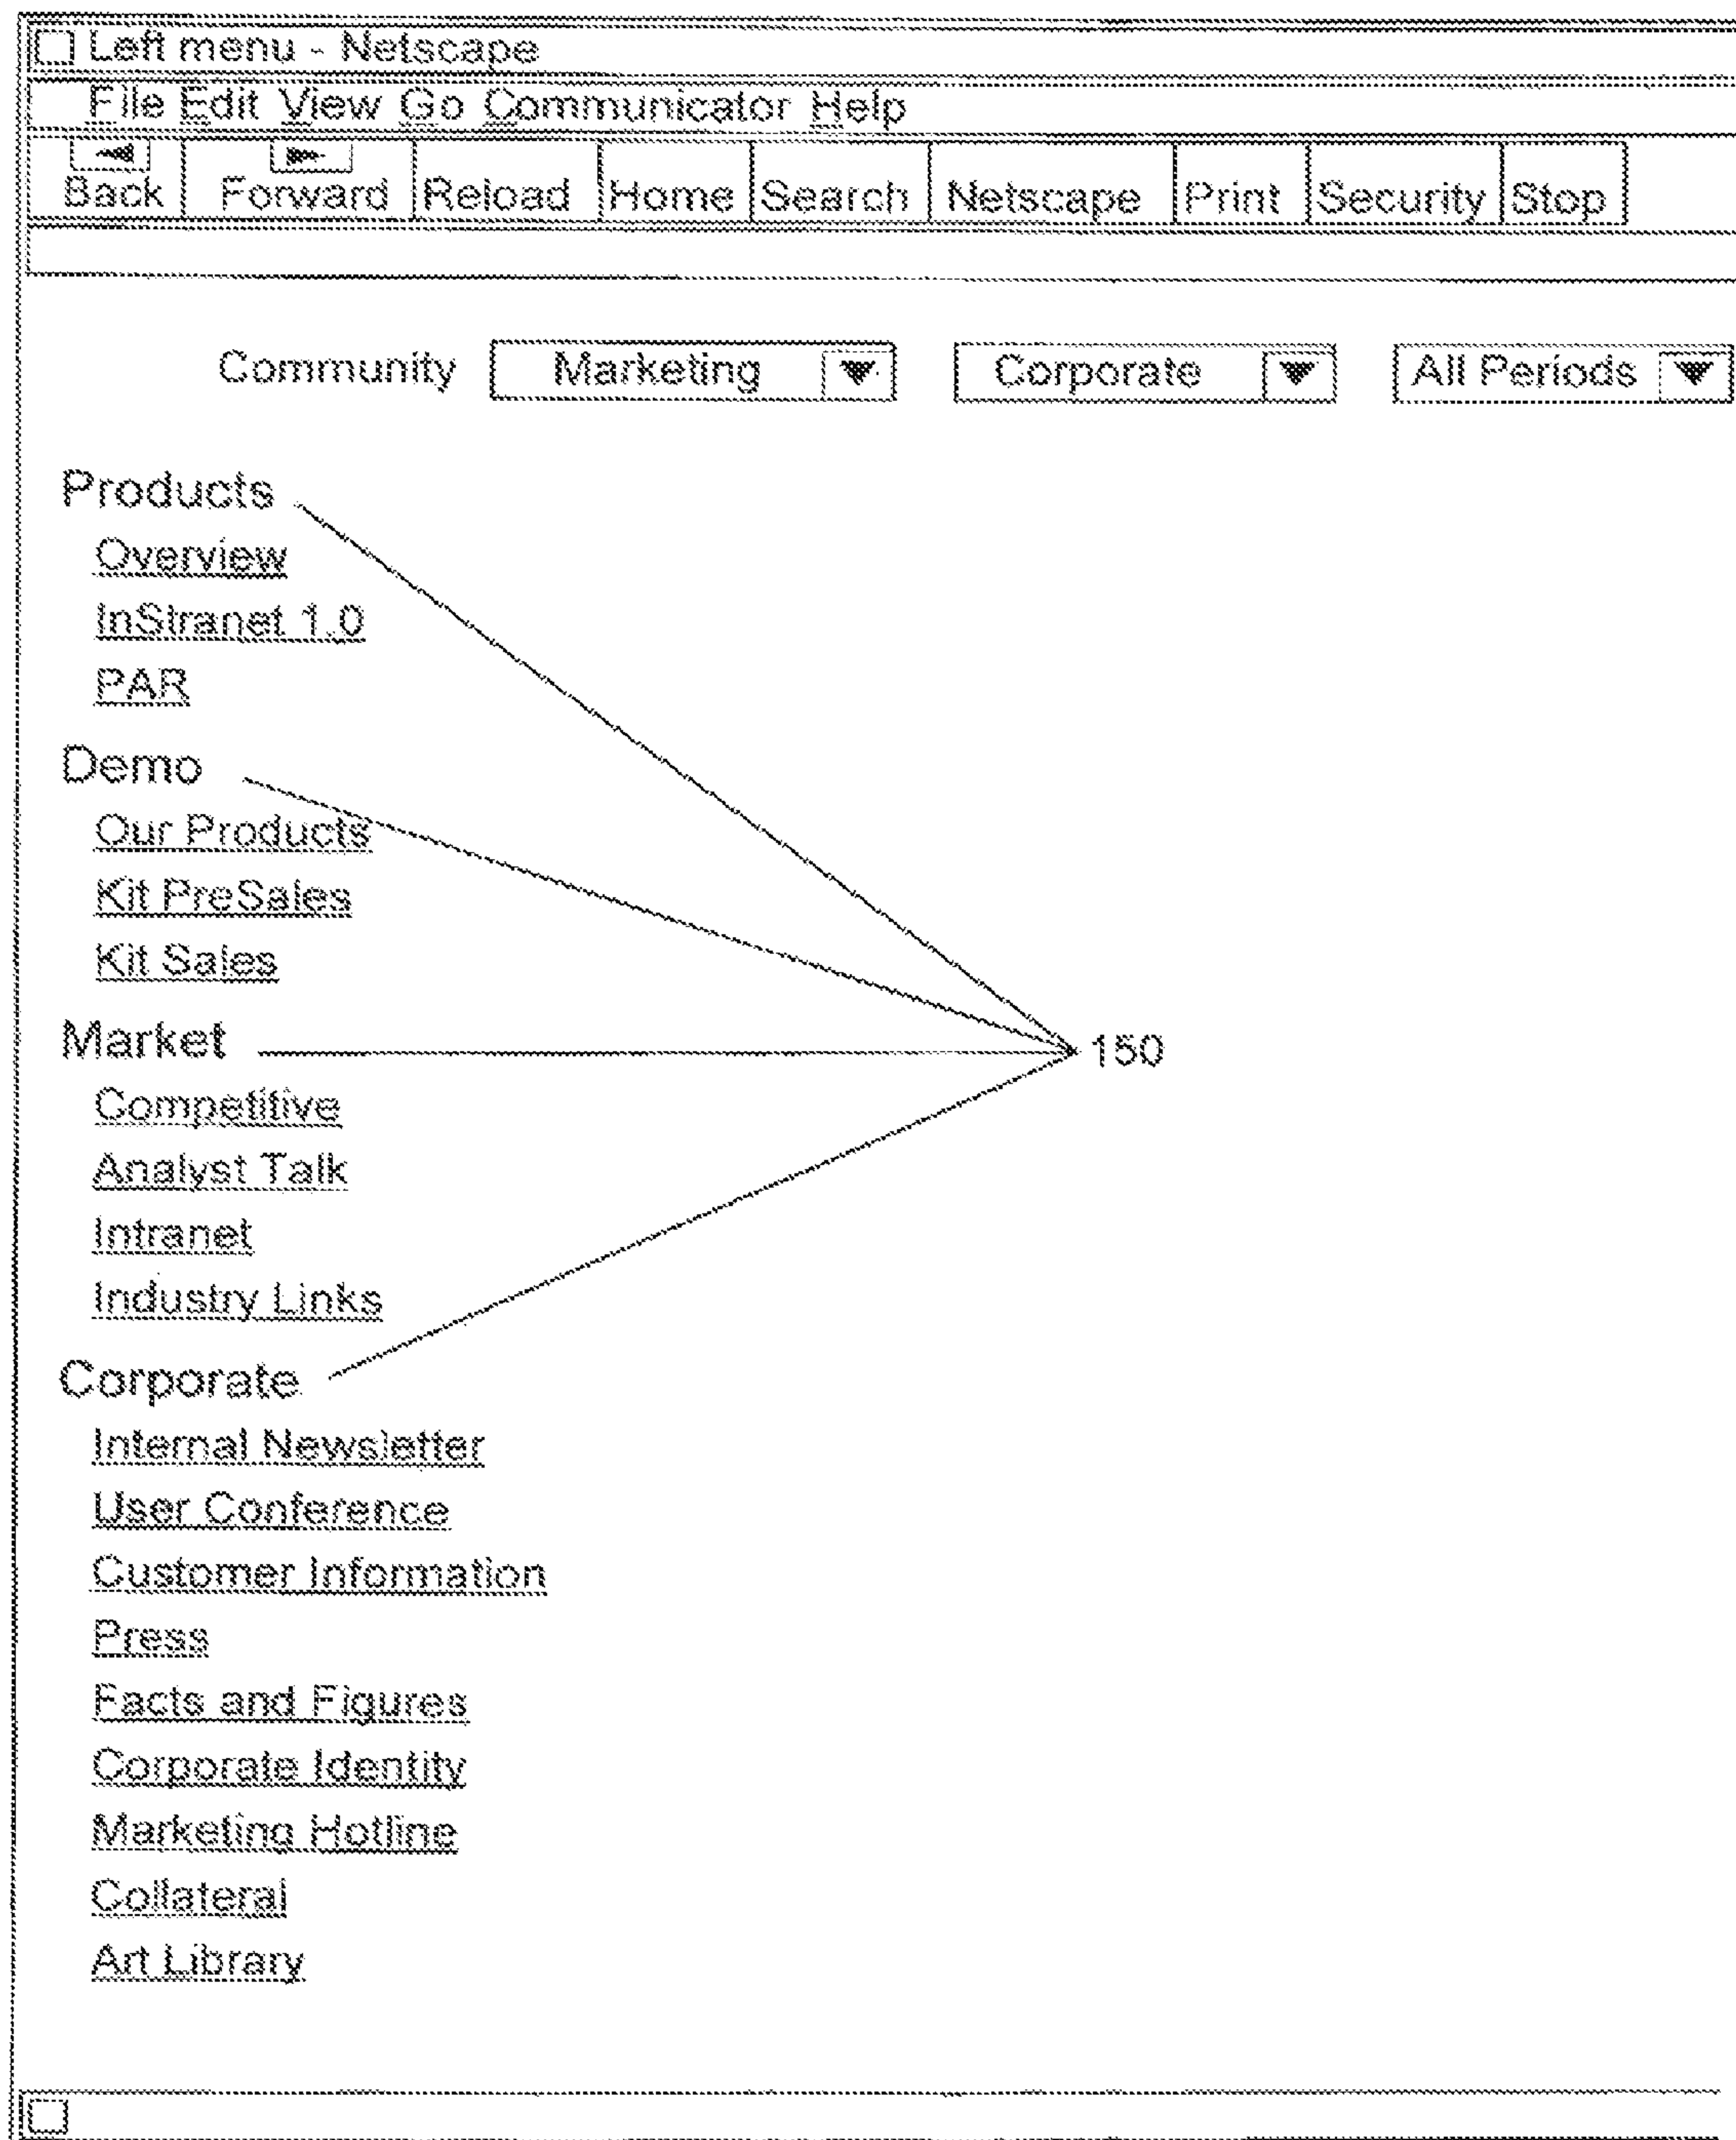 Left menu - Netscape
File Edit View Go Communicator Help
Back Forward Reload Home Search Netscape Print Security Stop
Community Marketing Corporate All Periods
Products
Overview
InStranet 1.0
PAR
Demo
Our Products
Kit PreSales
Kit Sales
Market
150
Competitive
Analyst Talk
Intranet
Industry Links
Corporate
Internal Newsletter
User Conference
Customer Information
Press
Facts and Figures
Corporate Identity
Marketing Hotline
Collateral
Art Library